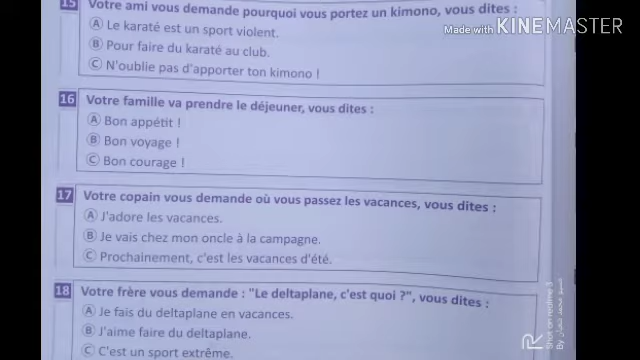 15 Votre ami vous demande pourquoi vous portez un kimono, vous dites :
Made with KINEMASTER
A Le karaté est un sport violent.
B Pour faire du karaté au club.
C N'oublie pas d'apporter ton kimono !
16 Votre famille va prendre le déjeuner, vous dites :
A Bon appétit !
B Bon voyage !
C Bon courage !
17 Votre copain vous demande où vous passez les vacances, vous dites :
A J'adore les vacances.
B Je vais chez mon oncle à la campagne.
C Prochainement, c'est les vacances d'été.
18 Votre frère vous demande : "Le deltaplane, c'est quoi ?", vous dites :
A Je fais du deltaplane en vacances.
B J'aime faire du deltaplane.
C C'est un sport extrême.
Shot on realme 3
By